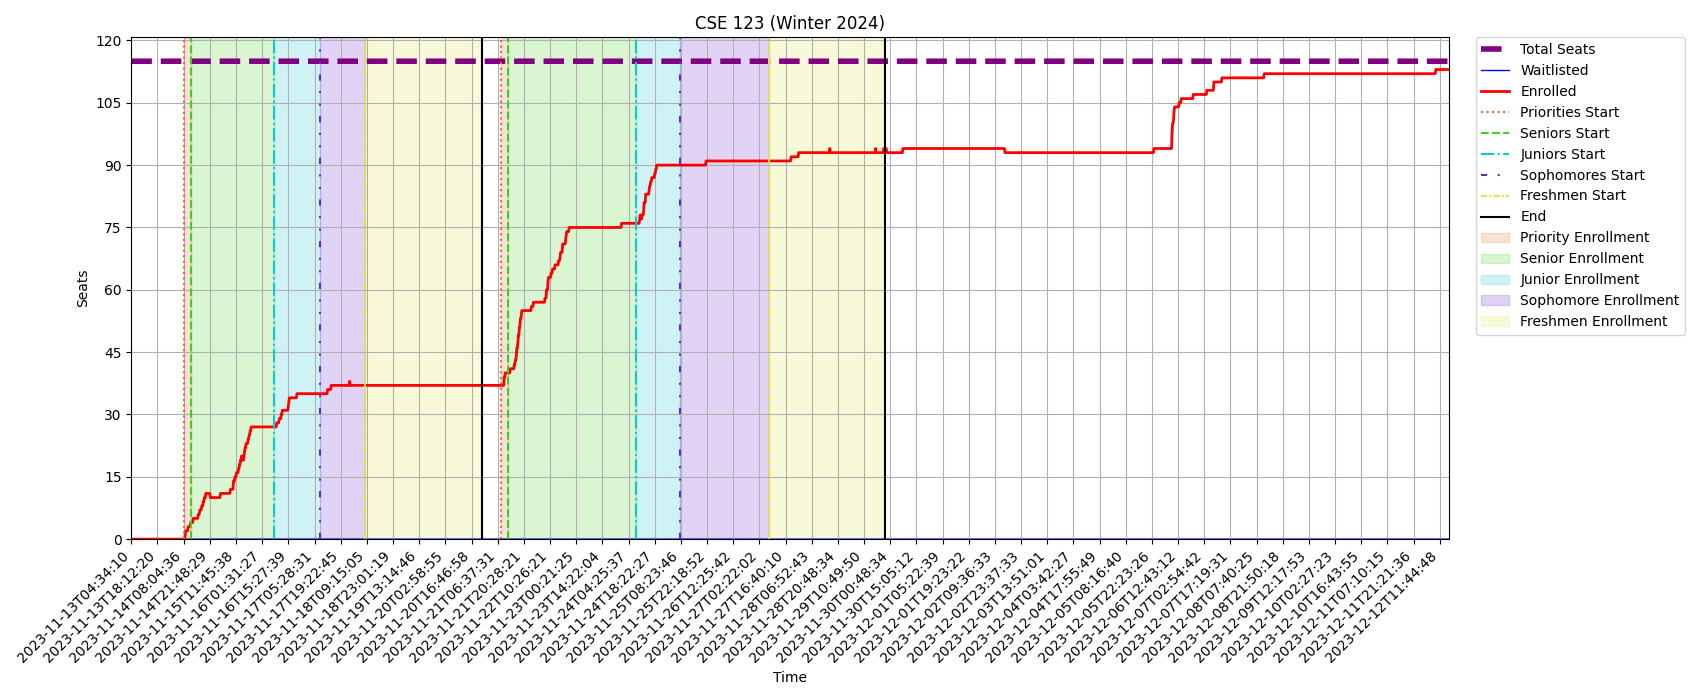 CSE 123 (Winter 2024)
Total Seats
Waitlisted
Enrolled
Priorities Start
Seniors Start
Juniors Start
Sophomores Start
Freshmen Start
End
Priority Enrollment
Senior Enrollment
Junior Enrollment
Sophomore Enrollment
Freshmen Enrollment
Seats
120
105
90
75
60
45
30
15
0
2023-11-13T04:34:10
2023-11-13T18:12:20
2023-11-14T08:04:36
2023-11-14T21:48:29
2023-11-15T11:45:38
2023-11-16T01:31:27
2023-11-16T15:27:39
2023-11-17T05:28:31
2023-11-17T19:22:45
2023-11-18T09:15:05
2023-11-18T23:01:19
2023-11-19T13:14:46
2023-11-20T02:58:55
2023-11-20T16:46:58
2023-11-21T06:37:31
2023-11-21T20:28:21
2023-11-22T10:26:21
2023-11-23T00:21:25
2023-11-23T14:22:04
2023-11-24T04:25:37
2023-11-24T18:22:27
2023-11-25T08:23:46
2023-11-25T22:18:52
2023-11-26T12:25:42
2023-11-27T02:22:02
2023-11-27T16:40:10
2023-11-28T06:52:43
2023-11-28T20:48:34
2023-11-29T10:49:50
2023-11-30T00:48:34
2023-11-30T15:05:12
2023-12-01T05:22:39
2023-12-01T19:23:22
2023-12-02T09:36:33
2023-12-02T23:37:33
2023-12-03T13:51:01
2023-12-04T03:42:27
2023-12-04T17:55:49
2023-12-05T08:16:40
2023-12-05T22:23:26
2023-12-06T12:43:12
2023-12-07T02:54:42
2023-12-07T17:19:31
2023-12-08T07:40:25
2023-12-08T21:50:18
2023-12-09T12:17:53
2023-12-10T02:27:23
2023-12-10T16:43:55
2023-12-11T07:10:15
2023-12-11T21:21:36
2023-12-12T11:44:48
Time